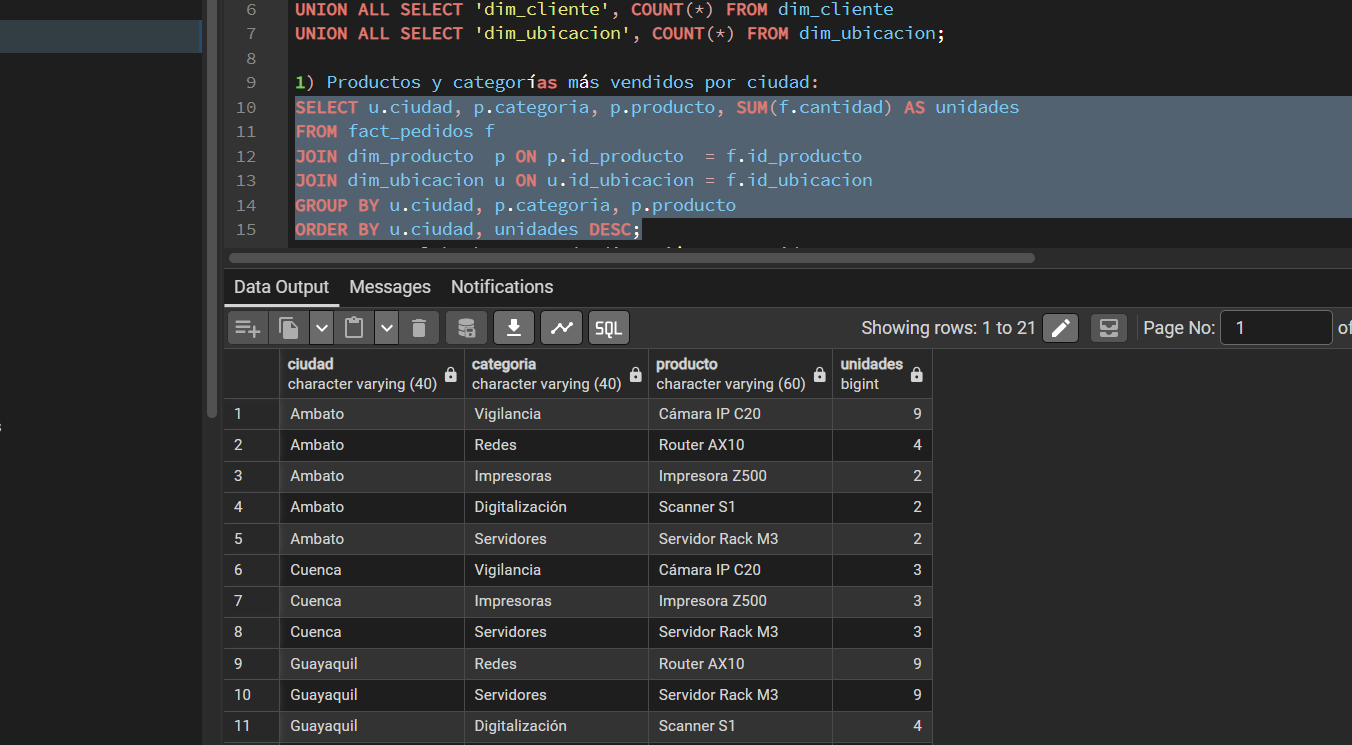 6 UNION ALL SELECT 'dim_cliente', COUNT(*) FROM dim_cliente
7 UNION ALL SELECT 'dim_ubicacion', COUNT(*) FROM dim_ubicacion;
8
9 1) Productos y categorías más vendidos por ciudad:
10 SELECT u.ciudad, p.categoria, p.producto, SUM(f.cantidad) AS unidades
11 FROM fact_pedidos f
12 JOIN dim_producto  p ON p.id_producto  = f.id_producto
13 JOIN dim_ubicacion u ON u.id_ubicacion = f.id_ubicacion
14 GROUP BY u.ciudad, p.categoria, p.producto
15 ORDER BY u.ciudad, unidades DESC;
Data Output Messages Notifications
SQL Showing rows: 1 to 21 Page No: 1
ciudad categoria producto unidades
character varying (40) character varying (40) character varying (60) bigint
1 Ambato Vigilancia Cámara IP C20 9
2 Ambato Redes Router AX10 4
3 Ambato Impresoras Impresora Z500 2
4 Ambato Digitalización Scanner S1 2
5 Ambato Servidores Servidor Rack M3 2
6 Cuenca Vigilancia Cámara IP C20 3
7 Cuenca Impresoras Impresora Z500 3
8 Cuenca Servidores Servidor Rack M3 3
9 Guayaquil Redes Router AX10 9
10 Guayaquil Servidores Servidor Rack M3 9
11 Guayaquil Digitalización Scanner S1 4